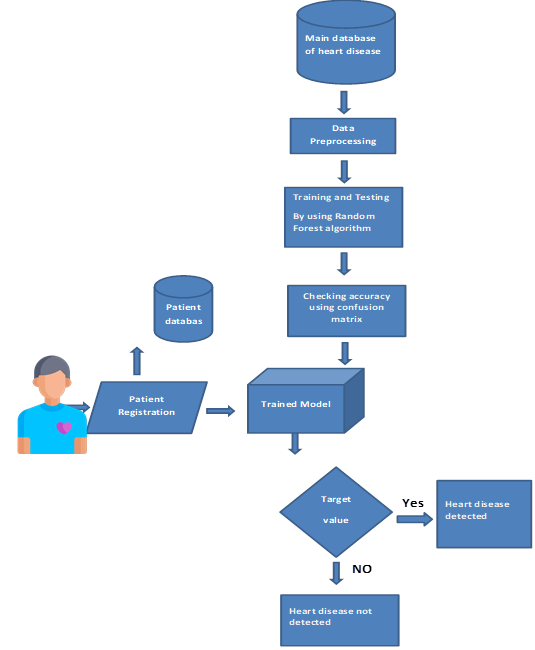 Main database
of heart disease
Data
Preprocessing
Training and Testing
By using Random
Forest algorithm
Checking accuracy
using confusion
matrix
Patient
databas
Patient
Registration
Trained Model
Target
value
Yes
Heart disease
detected
NO
Heart disease not
detected